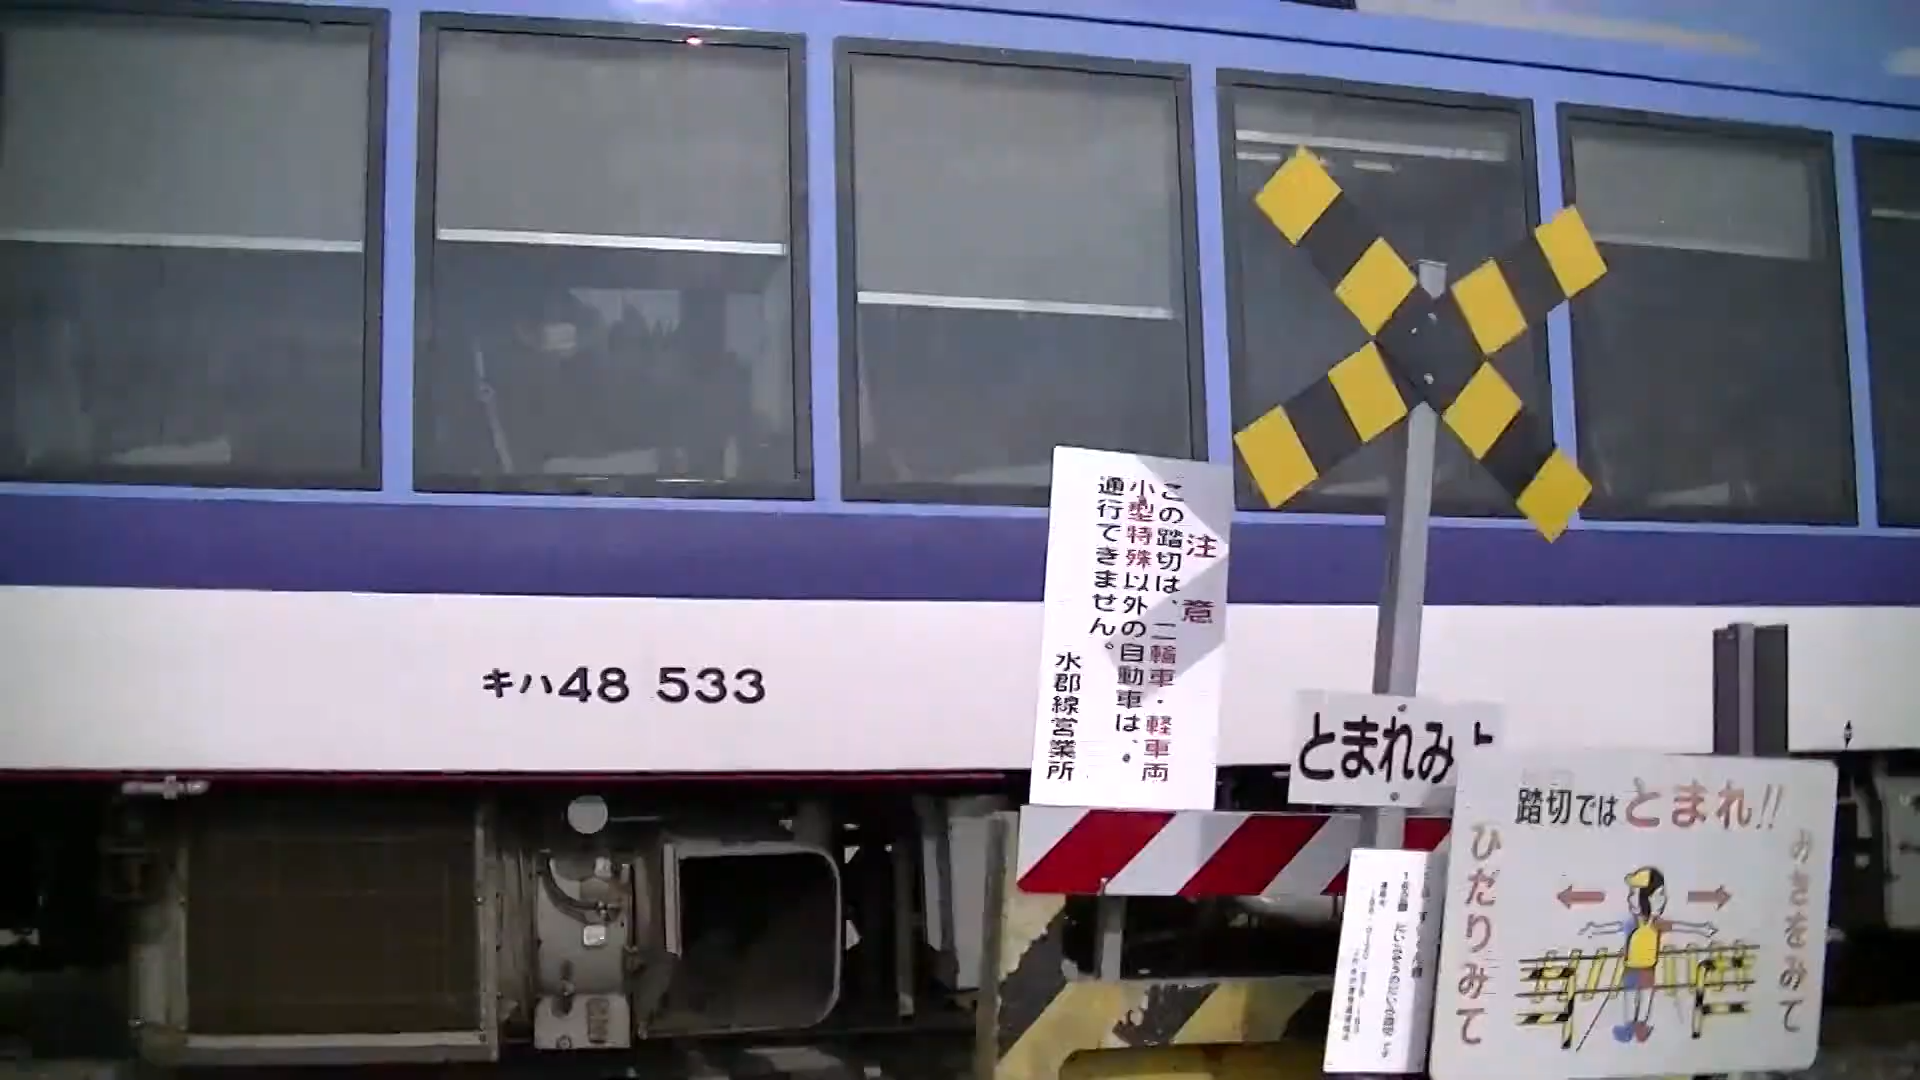 キハ48 533
注意
この踏切は、二輪車・軽車両
小型特殊以外の自動車は、
通行できません。
水郡線営業所
とまれみよ
踏切ではとまれ!!
みぎをみて
ひだりみて